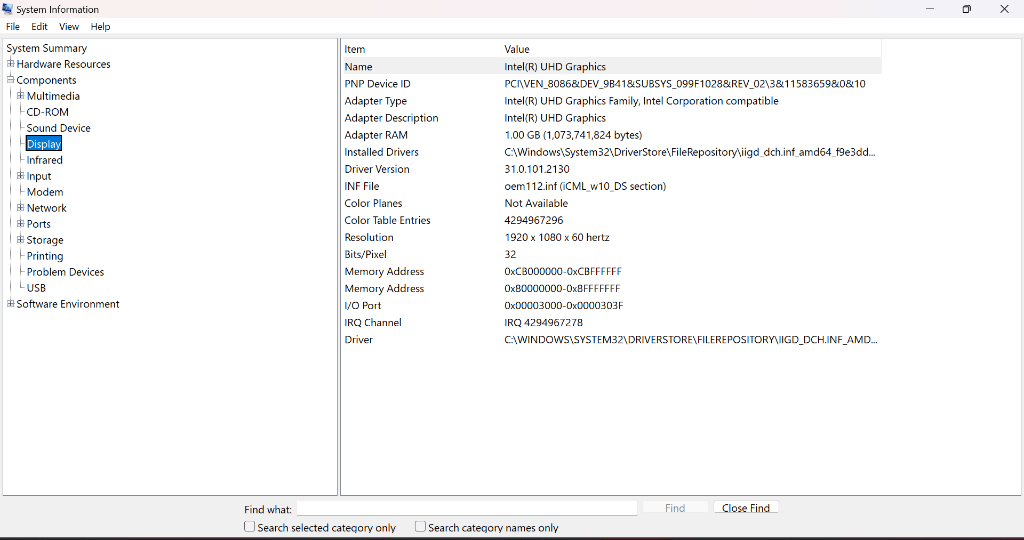 System Information
File Edit View Help
System Summary
Hardware Resources
Components
Multimedia
CD-ROM
Sound Device
Display
Infrared
Input
Modem
Network
Ports
Storage
Printing
Problem Devices
USB
Software Environment
Item Value
Name Intel(R) UHD Graphics
PNP Device ID PCI\VEN_8086&DEV_9B41&SUBSYS_099F1028&REV_02\3&11583659&0&10
Adapter Type Intel(R) UHD Graphics Family, Intel Corporation compatible
Adapter Description Intel(R) UHD Graphics
Adapter RAM 1.00 GB (1,073,741,824 bytes)
Installed Drivers C:\Windows\System32\DriverStore\FileRepository\iigd_dch.inf_amd64_f9e3dd...
Driver Version 31.0.101.2130
INF File oem112.inf (iCML_w10_DS section)
Color Planes Not Available
Color Table Entries 4294967296
Resolution 1920 x 1080 x 60 hertz
Bits/Pixel 32
Memory Address 0xCB000000-0xCBFFFFFF
Memory Address 0x80000000-0x8FFFFFFF
I/O Port 0x00003000-0x0000303F
IRQ Channel IRQ 4294967278
Driver C:\WINDOWS\SYSTEM32\DRIVERSTORE\FILEREPOSITORY\IIGD_DCH.INF_AMD...
Find what: Find Close Find
Search selected category only Search category names only